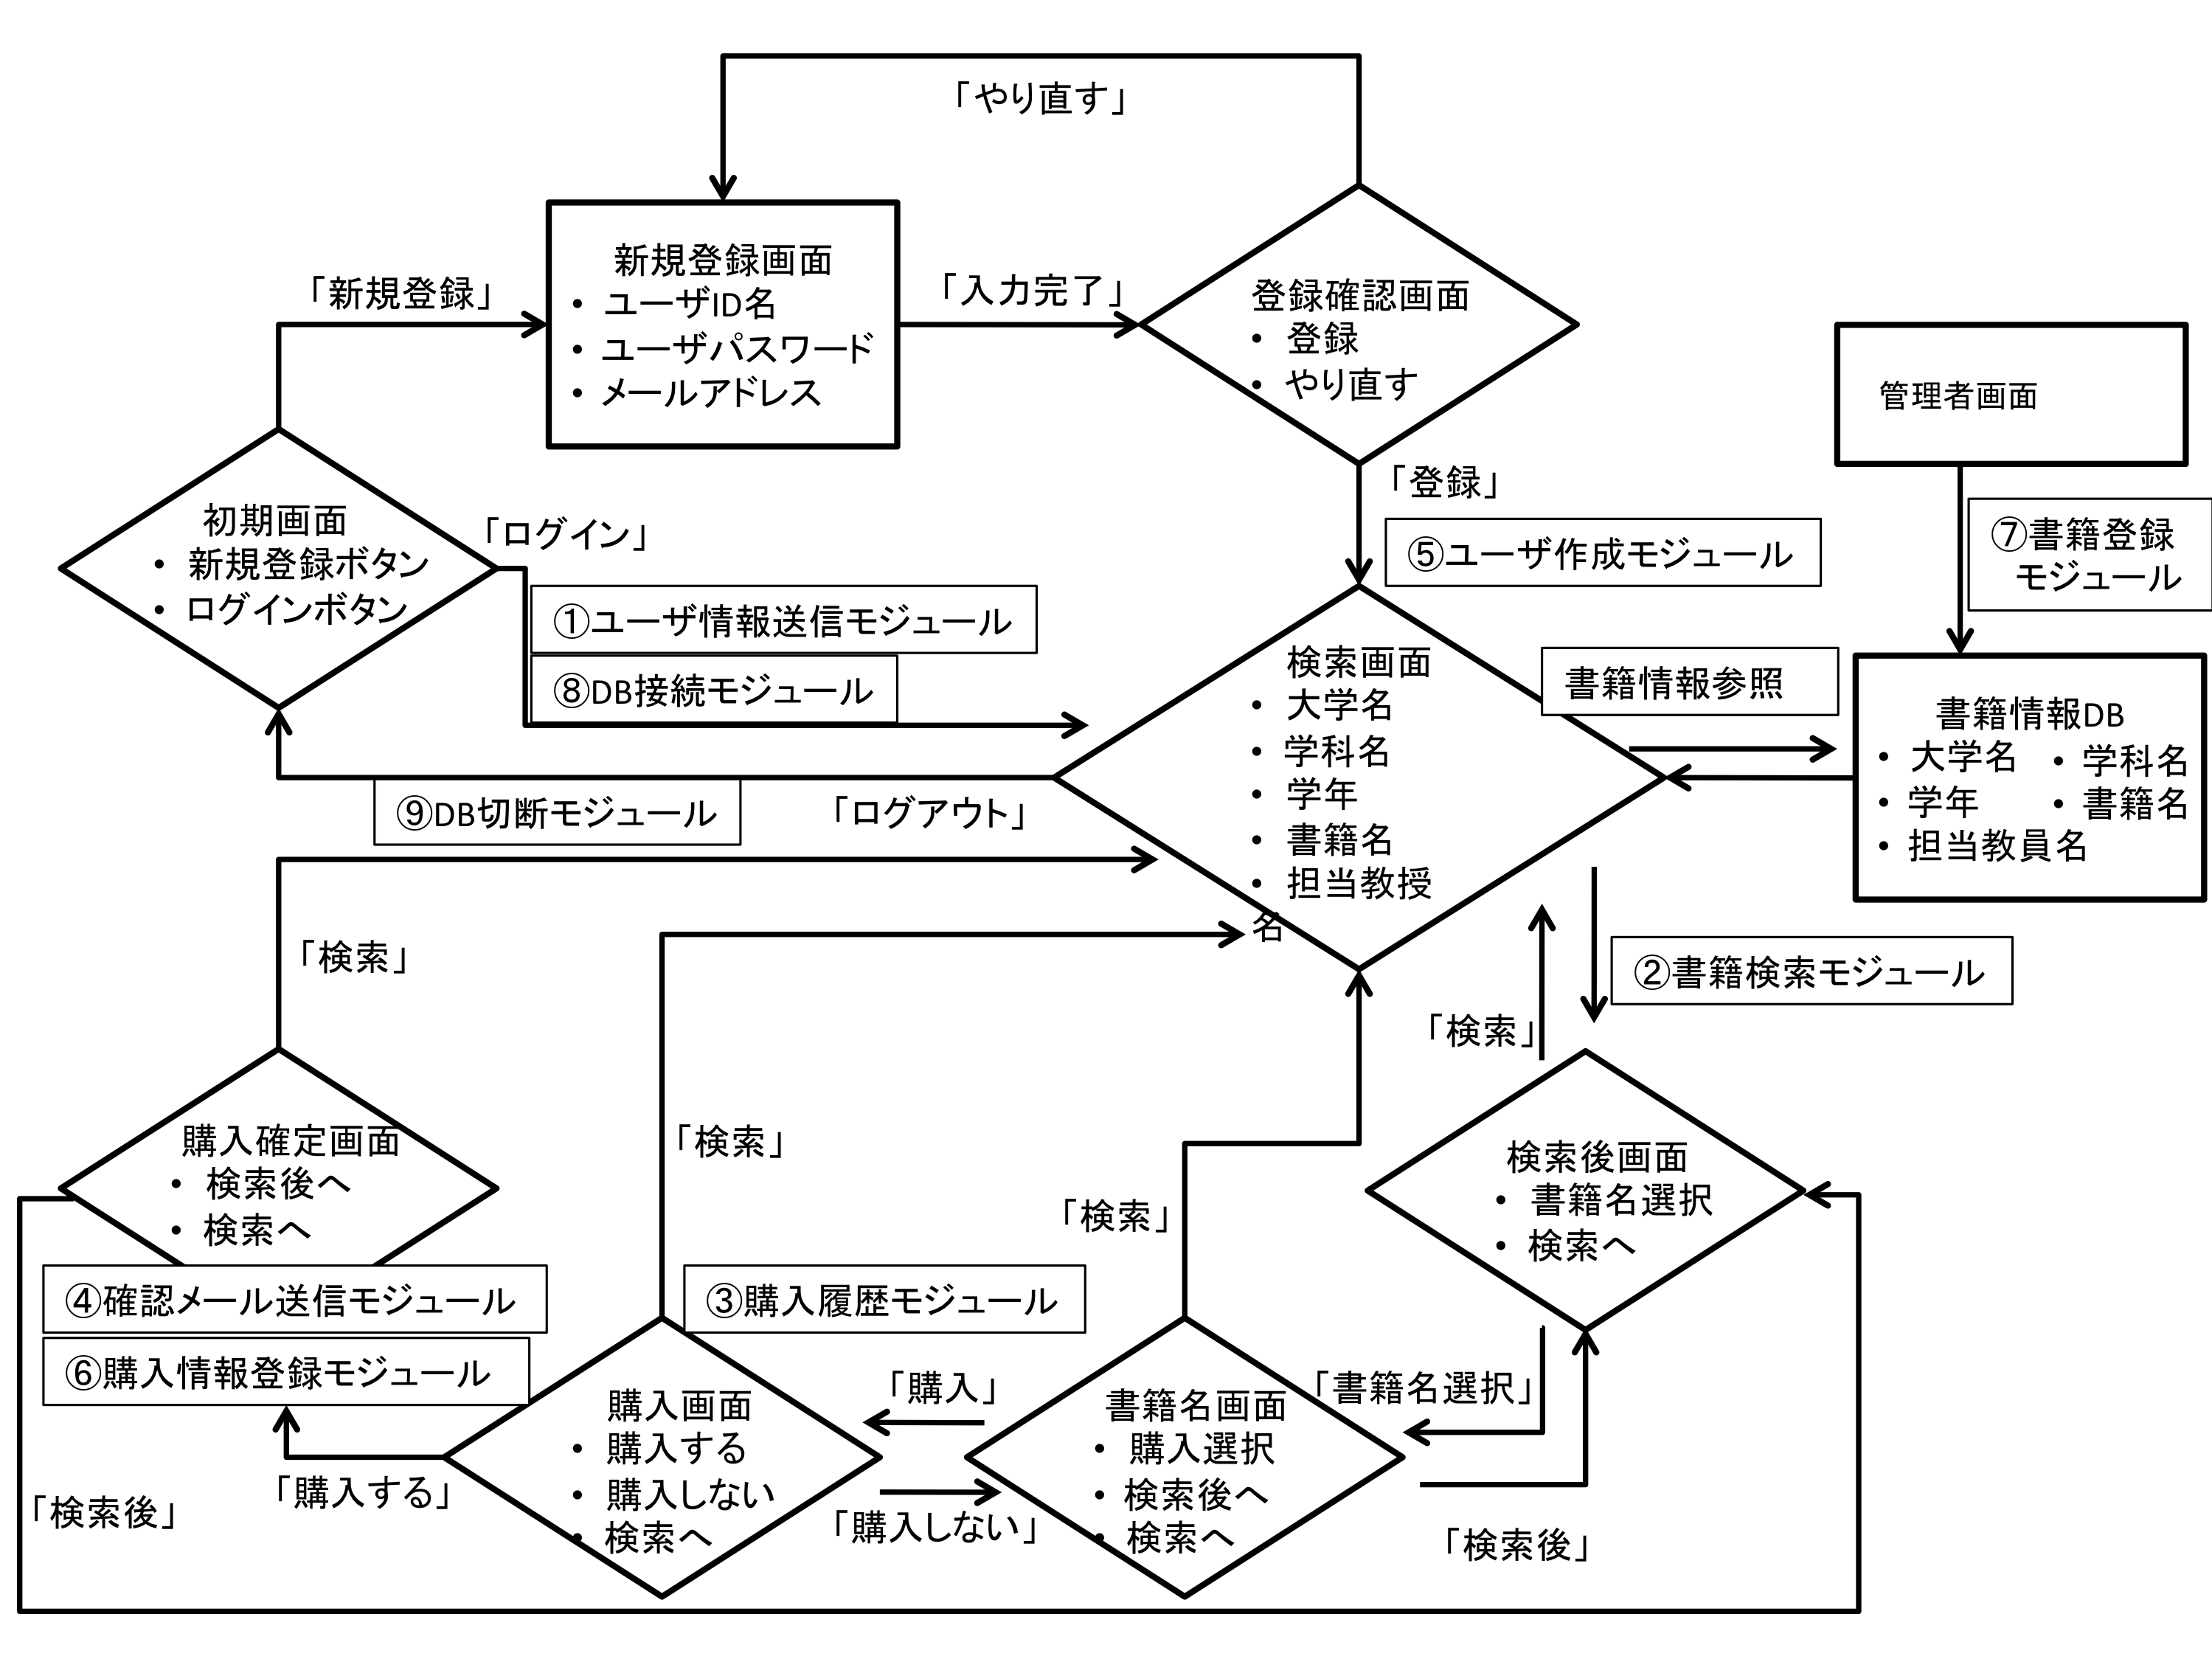 「やり直す」
新規登録画面
• ユーザID名
• ユーザパスワード
• メールアドレス
「新規登録」
「入力完了」
登録確認画面
• 登録
• やり直す
管理者画面
「登録」
⑤ユーザ作成モジュール
⑦書籍登録
モジュール
初期画面
• 新規登録ボタン
• ログインボタン
「ログイン」
①ユーザ情報送信モジュール
⑧DB接続モジュール
検索画面
• 大学名
• 学科名
• 学年
• 書籍名
• 担当教授
名
書籍情報参照
書籍情報DB
• 大学名
• 学科名
• 学年
• 書籍名
• 担当教員名
⑨DB切断モジュール
「ログアウト」
「検索」
②書籍検索モジュール
「検索」
購入確定画面
• 検索後へ
• 検索へ
「検索」
「検索」
検索後画面
• 書籍名選択
• 検索へ
④確認メール送信モジュール
③購入履歴モジュール
⑥購入情報登録モジュール
購入画面
• 購入する
• 購入しない
• 検索へ
「購入」
書籍名画面
• 購入選択
• 検索後へ
• 検索へ
「書籍名選択」
「検索後」
「購入する」
「購入しない」
「検索後」